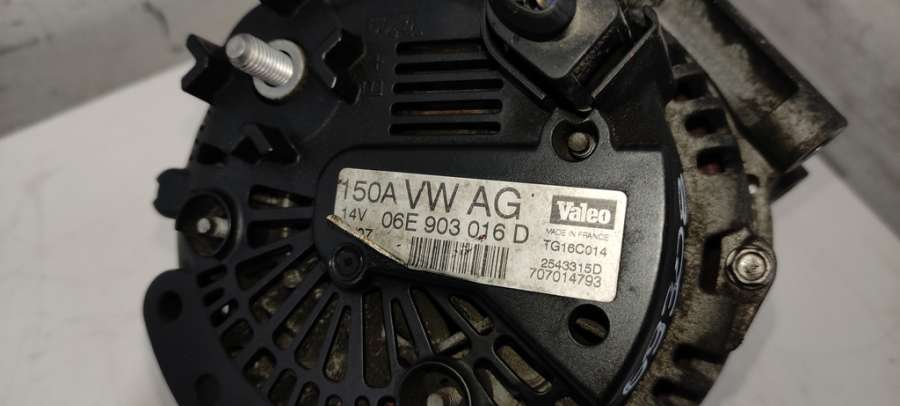 150A VW AG
14V 06E 903 016 D
Valeo
MADE IN FRANCE
TG16C014
2543315D
707014793